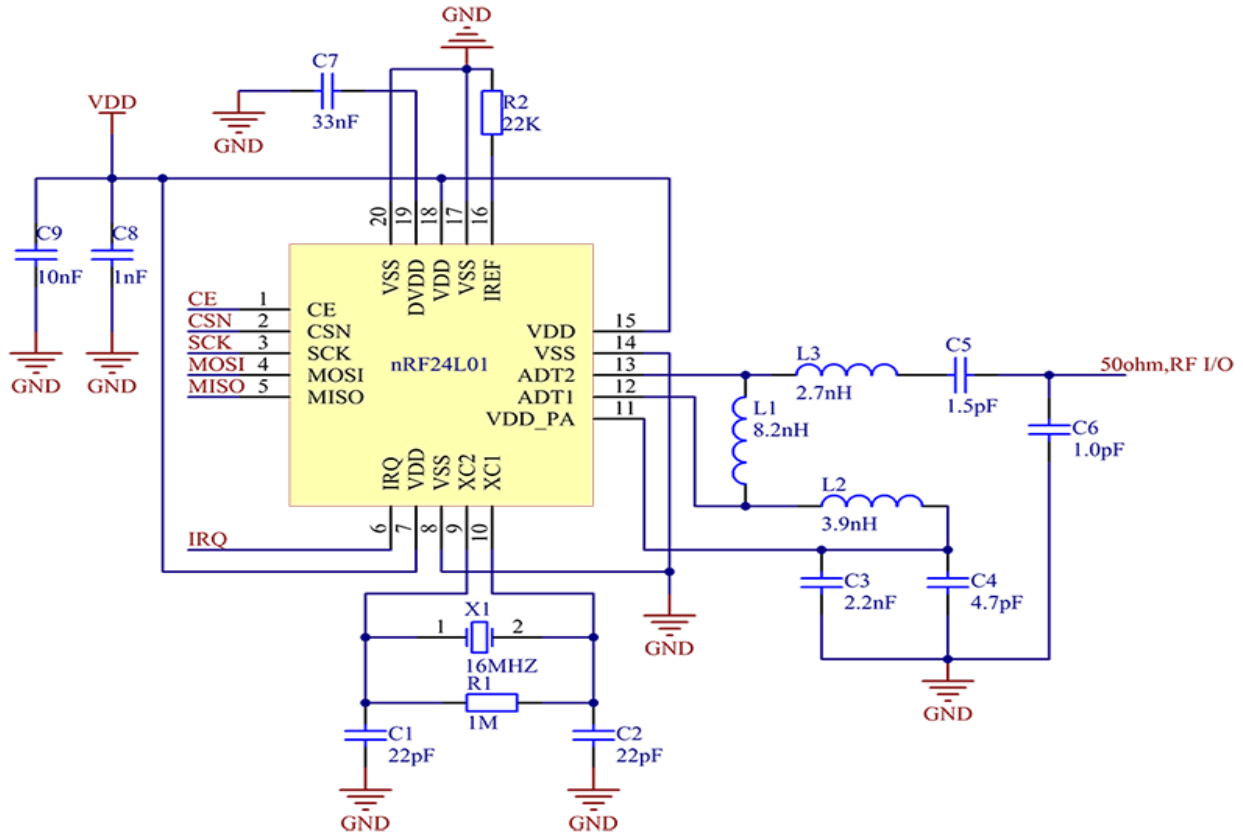 GND
C7
33nF
GND
R2
22K
VDD
C9
10nF
GND
C8
1nF
GND
20
19
18
17
16
VSS
DVDD
VDD
VSS
IREF
CE 1 CE
CSN 2 CSN
SCK 3 SCK
MOSI 4 MOSI
MISO 5 MISO
nRF24L01
VDD 15
VSS 14
ADT2 13
ADT1 12
VDD_PA 11
IRQ
VDD
VSS
XC2
XC1
6
7
8
9
10
IRQ
L3
2.7nH
C5
1.5pF
50ohm,RF I/O
L1
8.2nH
C6
1.0pF
L2
3.9nH
C3
2.2nF
C4
4.7pF
GND
GND
X1
1 2
16MHZ
R1
1M
C1
22pF
GND
C2
22pF
GND